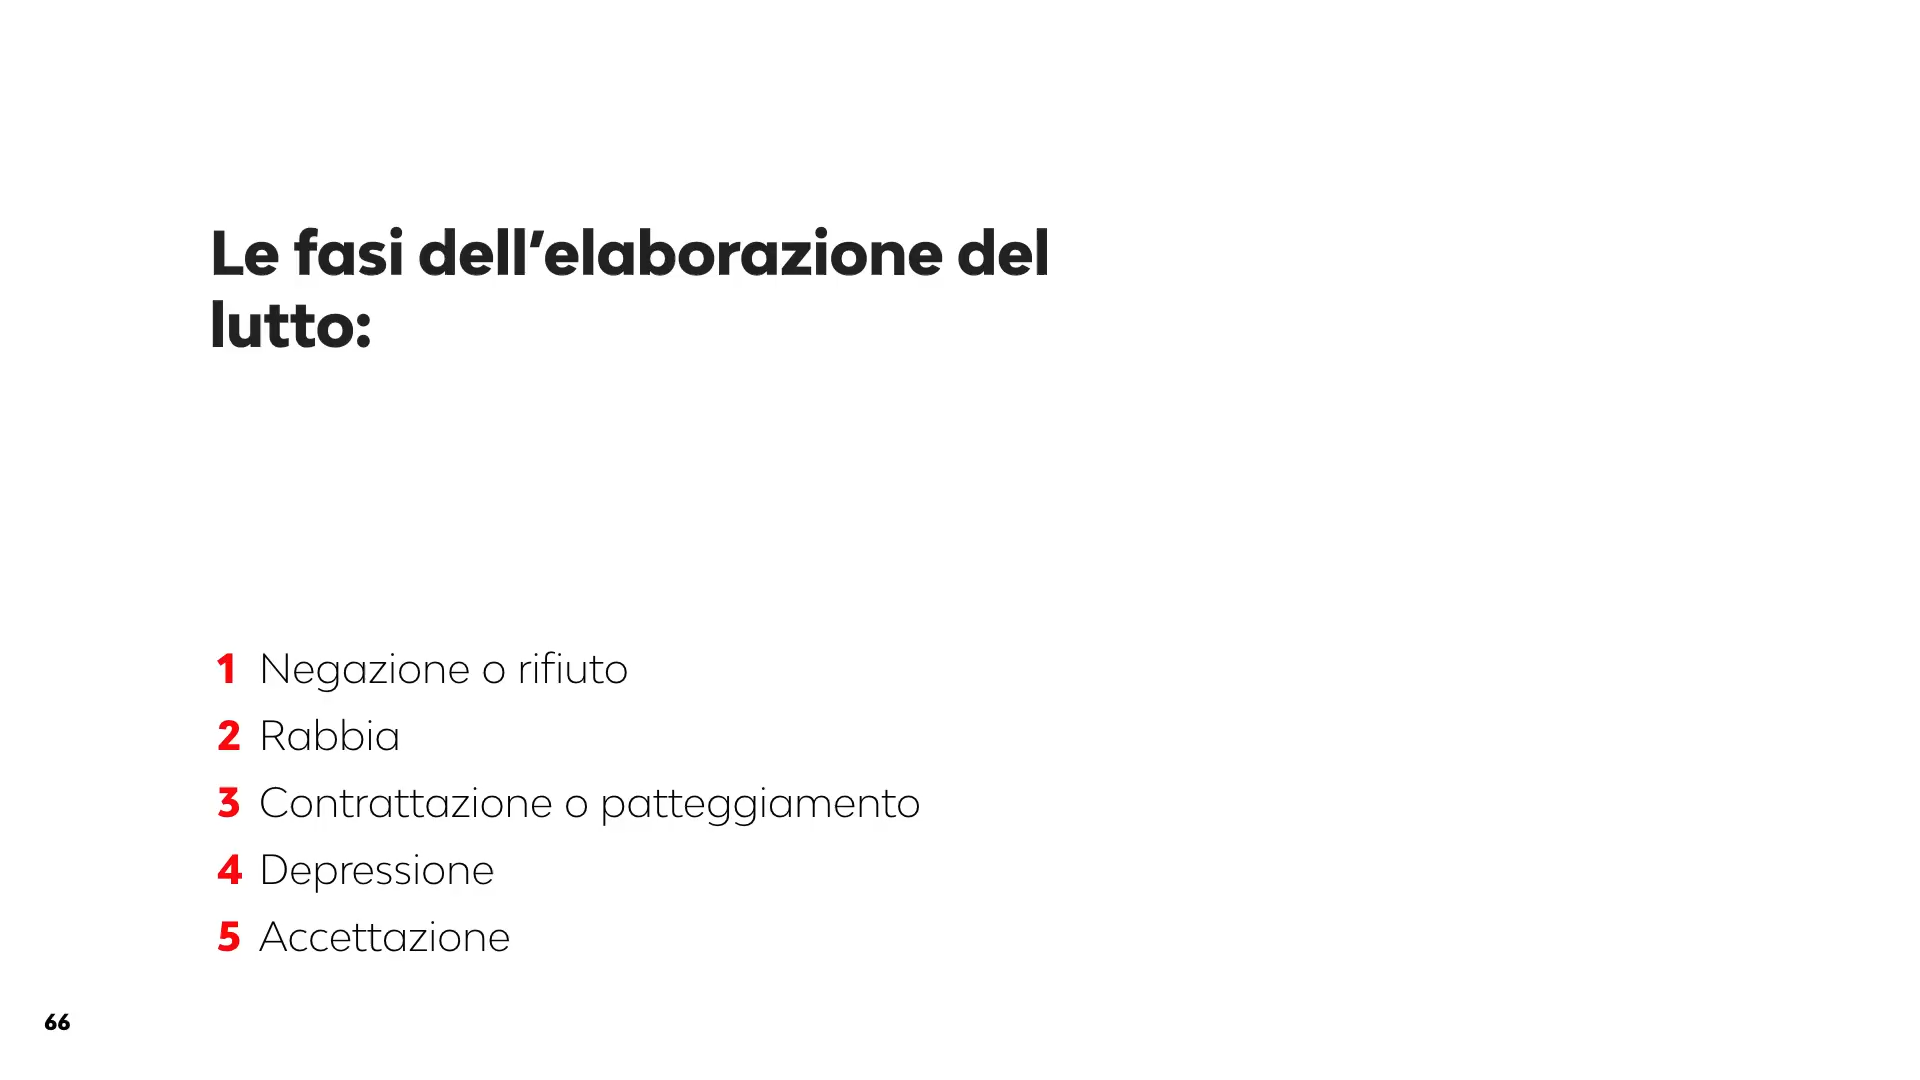 Le fasi dell’elaborazione del
lutto:
1 Negazione o rifiuto
2 Rabbia
3 Contrattazione o patteggiamento
4 Depressione
5 Accettazione
66